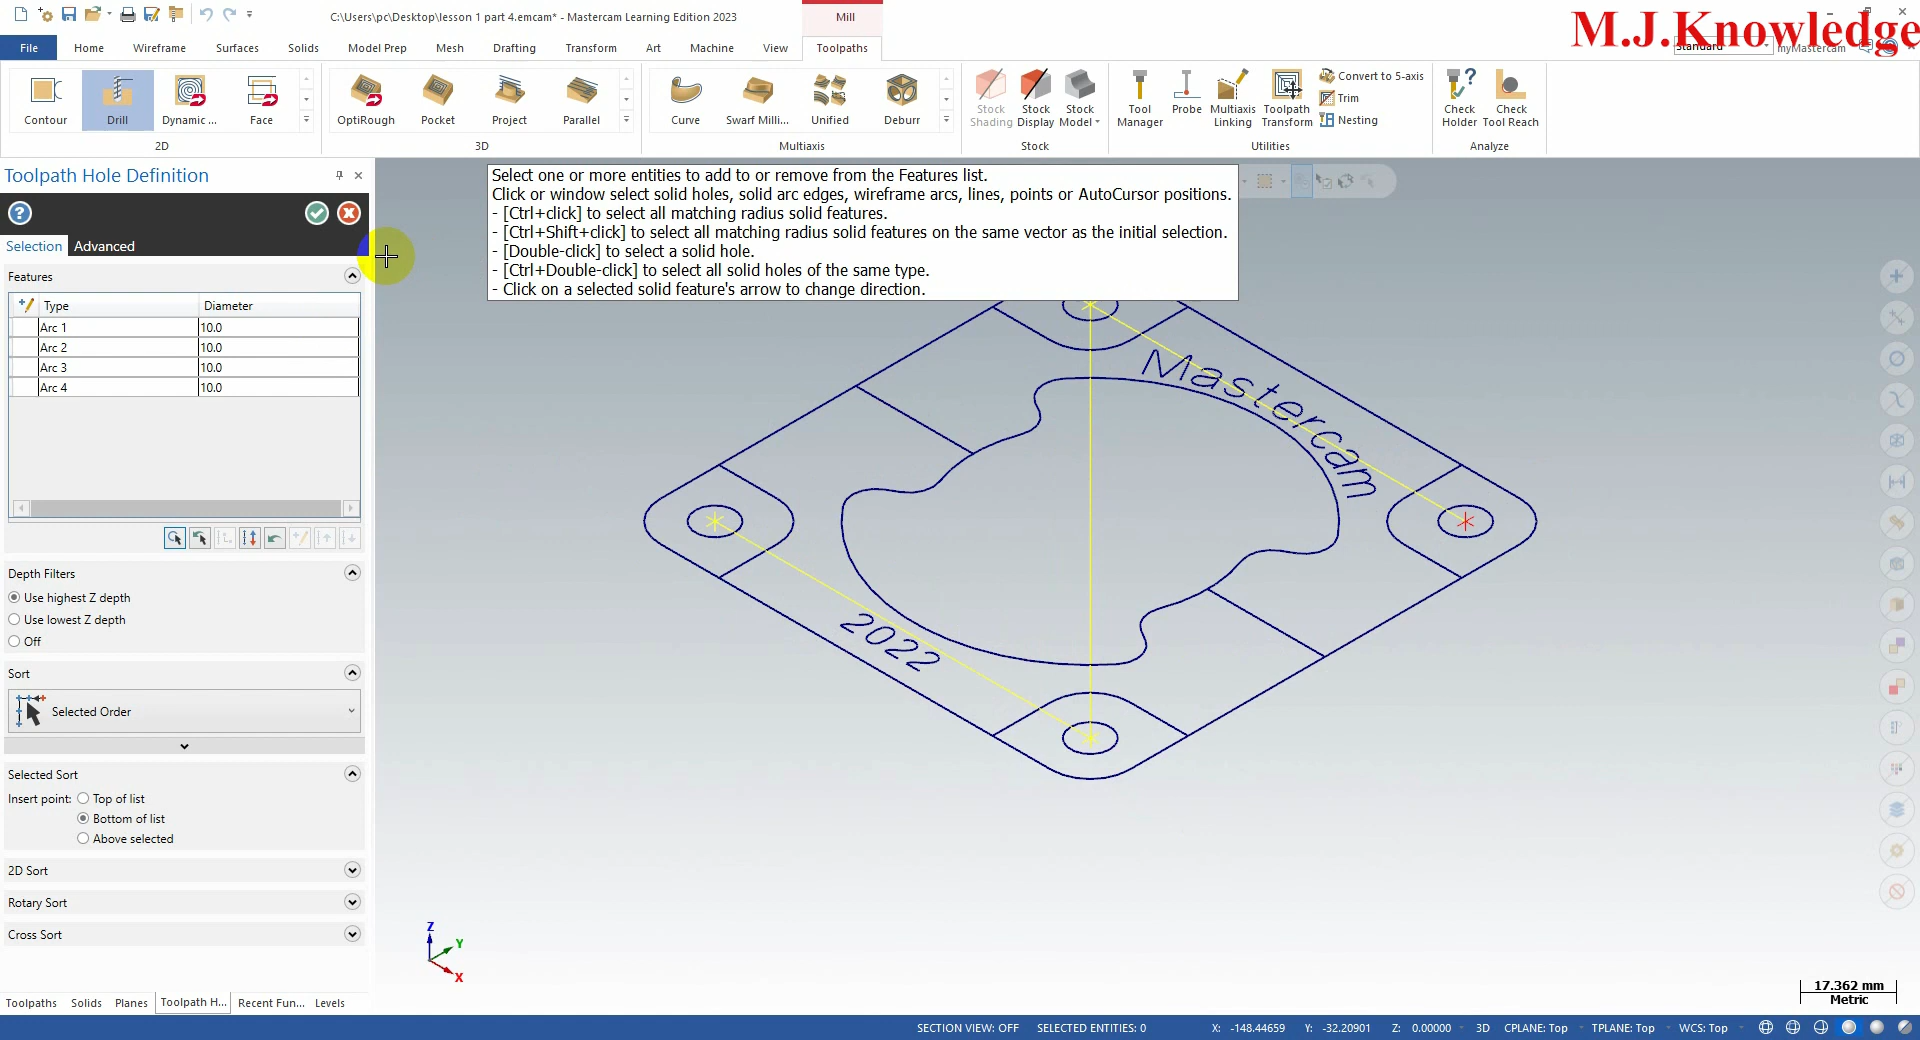 C:\Users\pc\Desktop\lesson 1 part 4.emcam* - Mastercam Learning Edition 2023
Mill
M.J.Knowledge
File
Home
Wireframe
Surfaces
Solids
Model Prep
Mesh
Drafting
Transform
Art
Machine
View
Toolpaths
Standard
myMastercam
Contour
Drill
Dynamic ...
Face
OptiRough
Pocket
Project
Parallel
Curve
Swarf Milli...
Unified
Deburr
Stock Shading
Stock Display
Stock Model
Tool Manager
Probe
Multiaxis Linking
Toolpath Transform
Convert to 5-axis
Trim
Nesting
Check Holder
Check Tool Reach
2D
3D
Multiaxis
Stock
Utilities
Analyze
Toolpath Hole Definition
Selection
Advanced
Features
Type
Diameter
Arc 1
10.0
Arc 2
10.0
Arc 3
10.0
Arc 4
10.0
Depth Filters
Use highest Z depth
Use lowest Z depth
Off
Sort
Selected Order
Selected Sort
Insert point:
Top of list
Bottom of list
Above selected
2D Sort
Rotary Sort
Cross Sort
Toolpaths
Solids
Planes
Toolpath H...
Recent Fun...
Levels
Select one or more entities to add to or remove from the Features list.
Click or window select solid holes, solid arc edges, wireframe arcs, lines, points or AutoCursor positions.
- [Ctrl+click] to select all matching radius solid features.
- [Ctrl+Shift+click] to select all matching radius solid features on the same vector as the initial selection.
- [Double-click] to select a solid hole.
- [Ctrl+Double-click] to select all solid holes of the same type.
- Click on a selected solid feature's arrow to change direction.
Mastercam
2022
Z
Y
X
17.362 mm
Metric
SECTION VIEW: OFF
SELECTED ENTITIES: 0
X: -148.44659
Y: -32.20901
Z: 0.00000
3D
CPLANE: Top
TPLANE: Top
WCS: Top